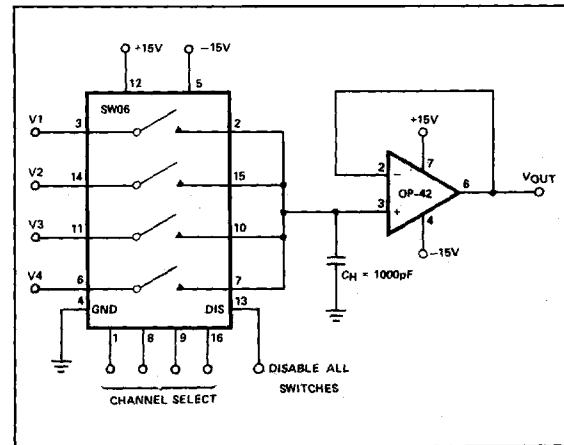 +15V -15V
12 5
SW06
V1 3 2
+15V
V2 14 15
2 - 7
OP-42 6 VOUT
3 +
4
V3 11 10
-15V
CH = 1000pF
V4 6 7
4 GND DIS 13
1 8 9 16
DISABLE ALL
SWITCHES
CHANNEL SELECT